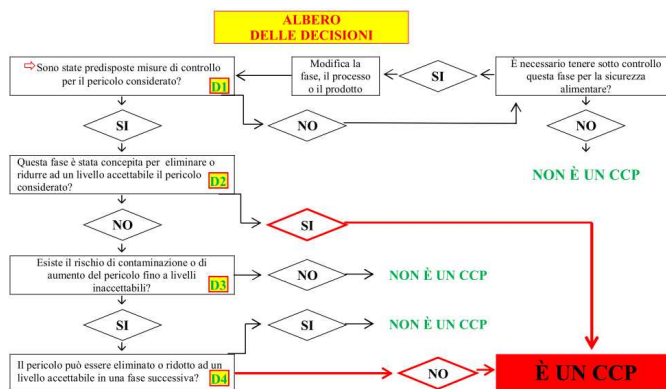 ALBERO
DELLE DECISIONI
⇨Sono state predisposte misure di controllo
per il pericolo considerato?
D1
Modifica la
fase, il processo
o il prodotto
SI
È necessario tenere sotto controllo
questa fase per la sicurezza
alimentare?
SI
NO
NO
NON È UN CCP
Questa fase è stata concepita per eliminare o
ridurre ad un livello accettabile il pericolo
considerato?
D2
NO
SI
Esiste il rischio di contaminazione o di
aumento del pericolo fino a livelli
inaccettabili?
D3
NO
NON È UN CCP
SI
SI
NON È UN CCP
Il pericolo può essere eliminato o ridotto ad un
livello accettabile in una fase successiva?
D4
NO
È UN CCP